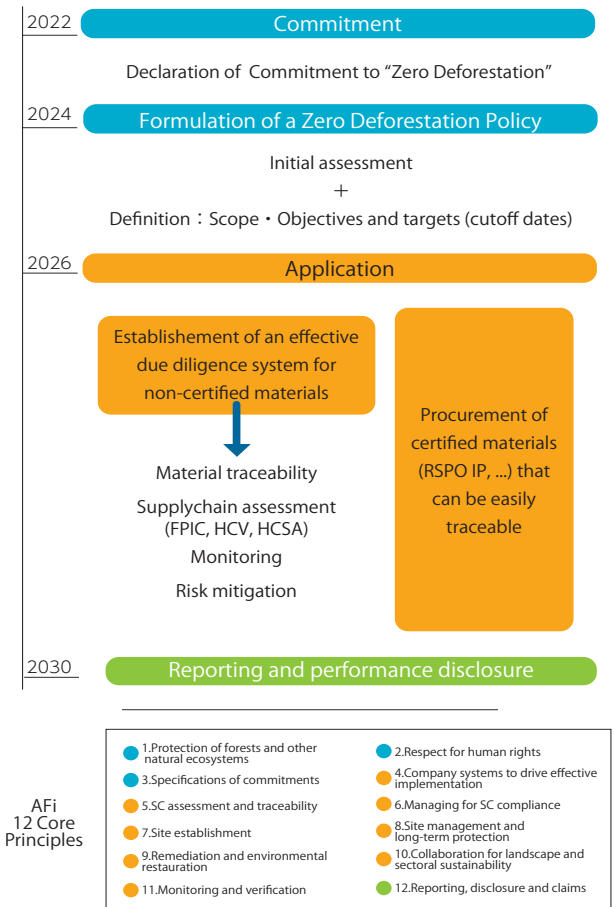 2022
Commitment
Declaration of Commitment to “Zero Deforestation”
2024
Formulation of a Zero Deforestation Policy
Initial assessment
+
Definition：Scope・Objectives and targets (cutoff dates)
2026
Application
Establishement of an effective
due diligence system for
non-certified materials
Material traceability
Supplychain assessment
(FPIC, HCV, HCSA)
Monitoring
Risk mitigation
Procurement of
certified materials
(RSPO IP, ...) that
can be easily
traceable
2030
Reporting and performance disclosure
AFi
12 Core
Principles
1.Protection of forests and other
natural ecosystems
2.Respect for human rights
3.Specifications of commitments
4.Company systems to drive effective
implementation
5.SC assessment and traceability
6.Managing for SC compliance
7.Site establishment
8.Site management and
long-term protection
9.Remediation and environmental
restauration
10.Collaboration for landscape and
sectoral sustainability
11.Monitoring and verification
12.Reporting, disclosure and claims